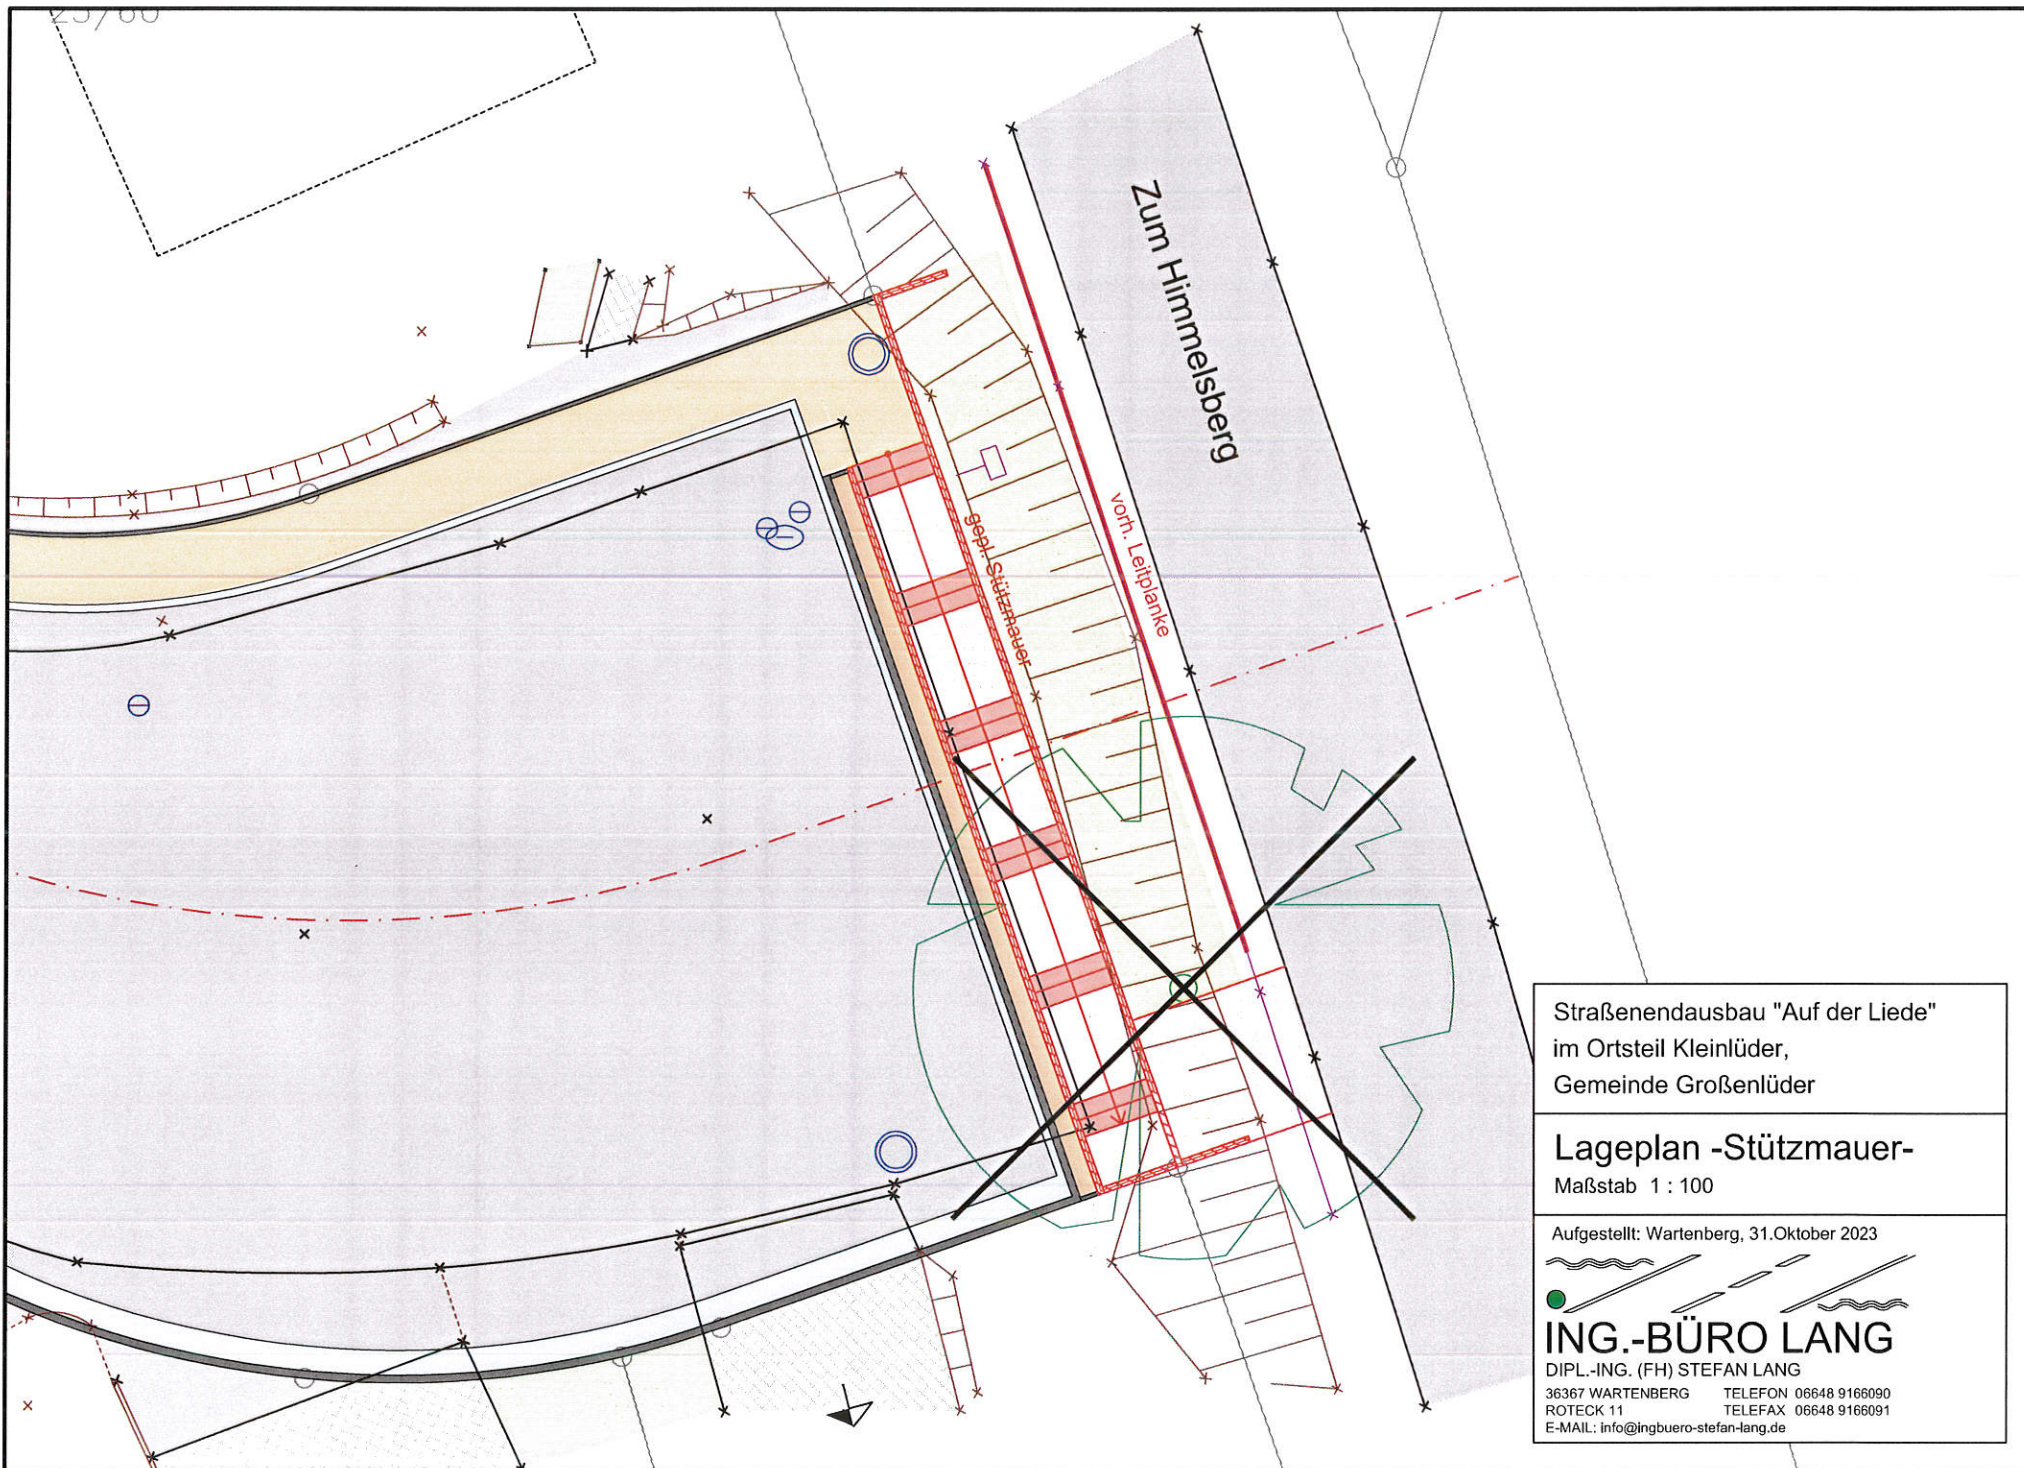 Zum Himmelsberg
vorh. Leitplanke
gepl. Stützmauer
Straßenendausbau "Auf der Liede"
im Ortsteil Kleinlüder,
Gemeinde Großenlüder
Lageplan -Stützmauer-
Maßstab 1 : 100
Aufgestellt: Wartenberg, 31.Oktober 2023
ING.-BÜRO LANG
DIPL.-ING. (FH) STEFAN LANG
36367 WARTENBERG TELEFON 06648 9166090
ROTECK 11 TELEFAX 06648 9166091
E-MAIL: info@ingbuero-stefan-lang.de